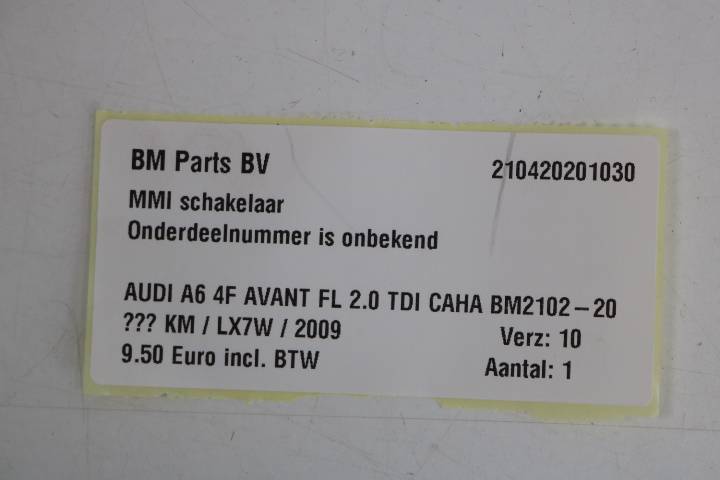 BM Parts BV 210420201030
MMI schakelaar
Onderdeelnummer is onbekend
AUDI A6 4F AVANT FL 2.0 TDI CAHA BM2102-20
??? KM / LX7W / 2009 Verz: 10
9.50 Euro incl. BTW Aantal: 1